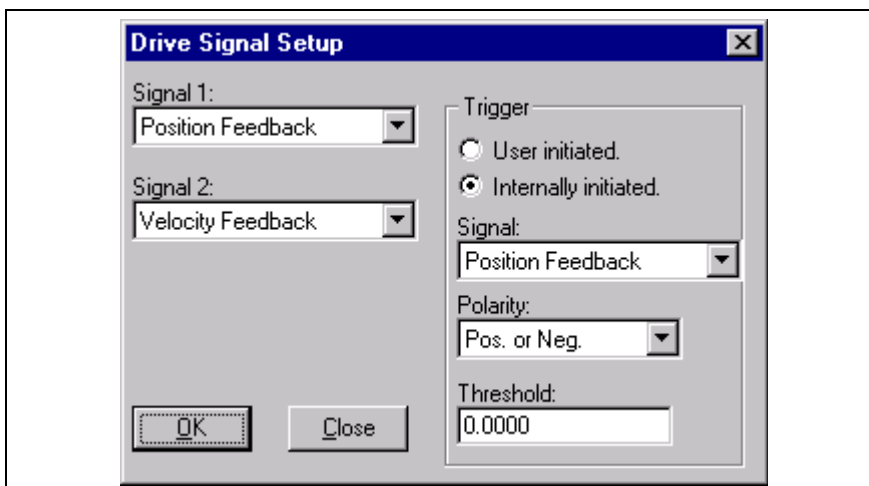 Drive Signal Setup
Signal 1:
Position Feedback
Signal 2:
Velocity Feedback
Trigger
User initiated.
Internally initiated.
Signal:
Position Feedback
Polarity:
Pos. or Neg.
Threshold:
0.0000
OK
Close